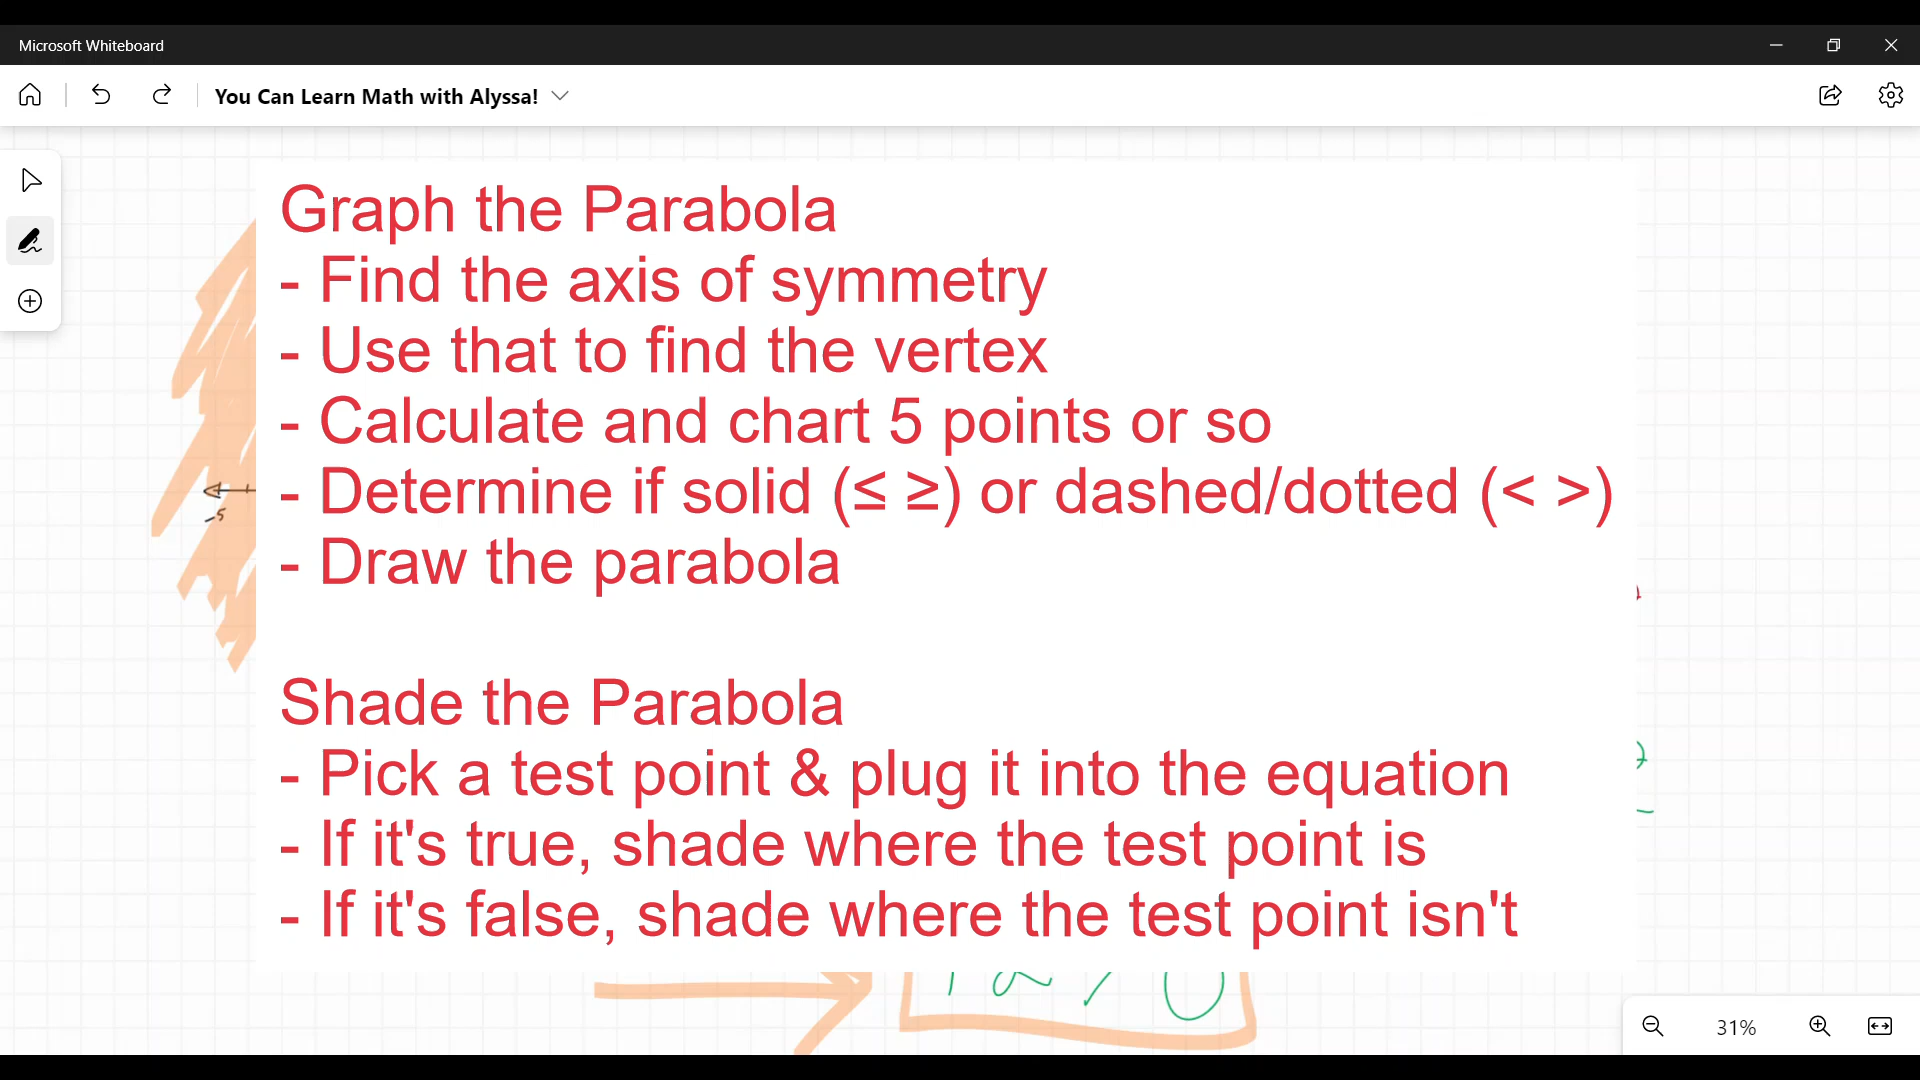 Microsoft Whiteboard
You Can Learn Math with Alyssa!
Graph the Parabola
- Find the axis of symmetry
- Use that to find the vertex
- Calculate and chart 5 points or so
- Determine if solid (≤ ≥) or dashed/dotted (< >)
-5
- Draw the parabola
Shade the Parabola
- Pick a test point & plug it into the equation
- If it's true, shade where the test point is
- If it's false, shade where the test point isn't
31%